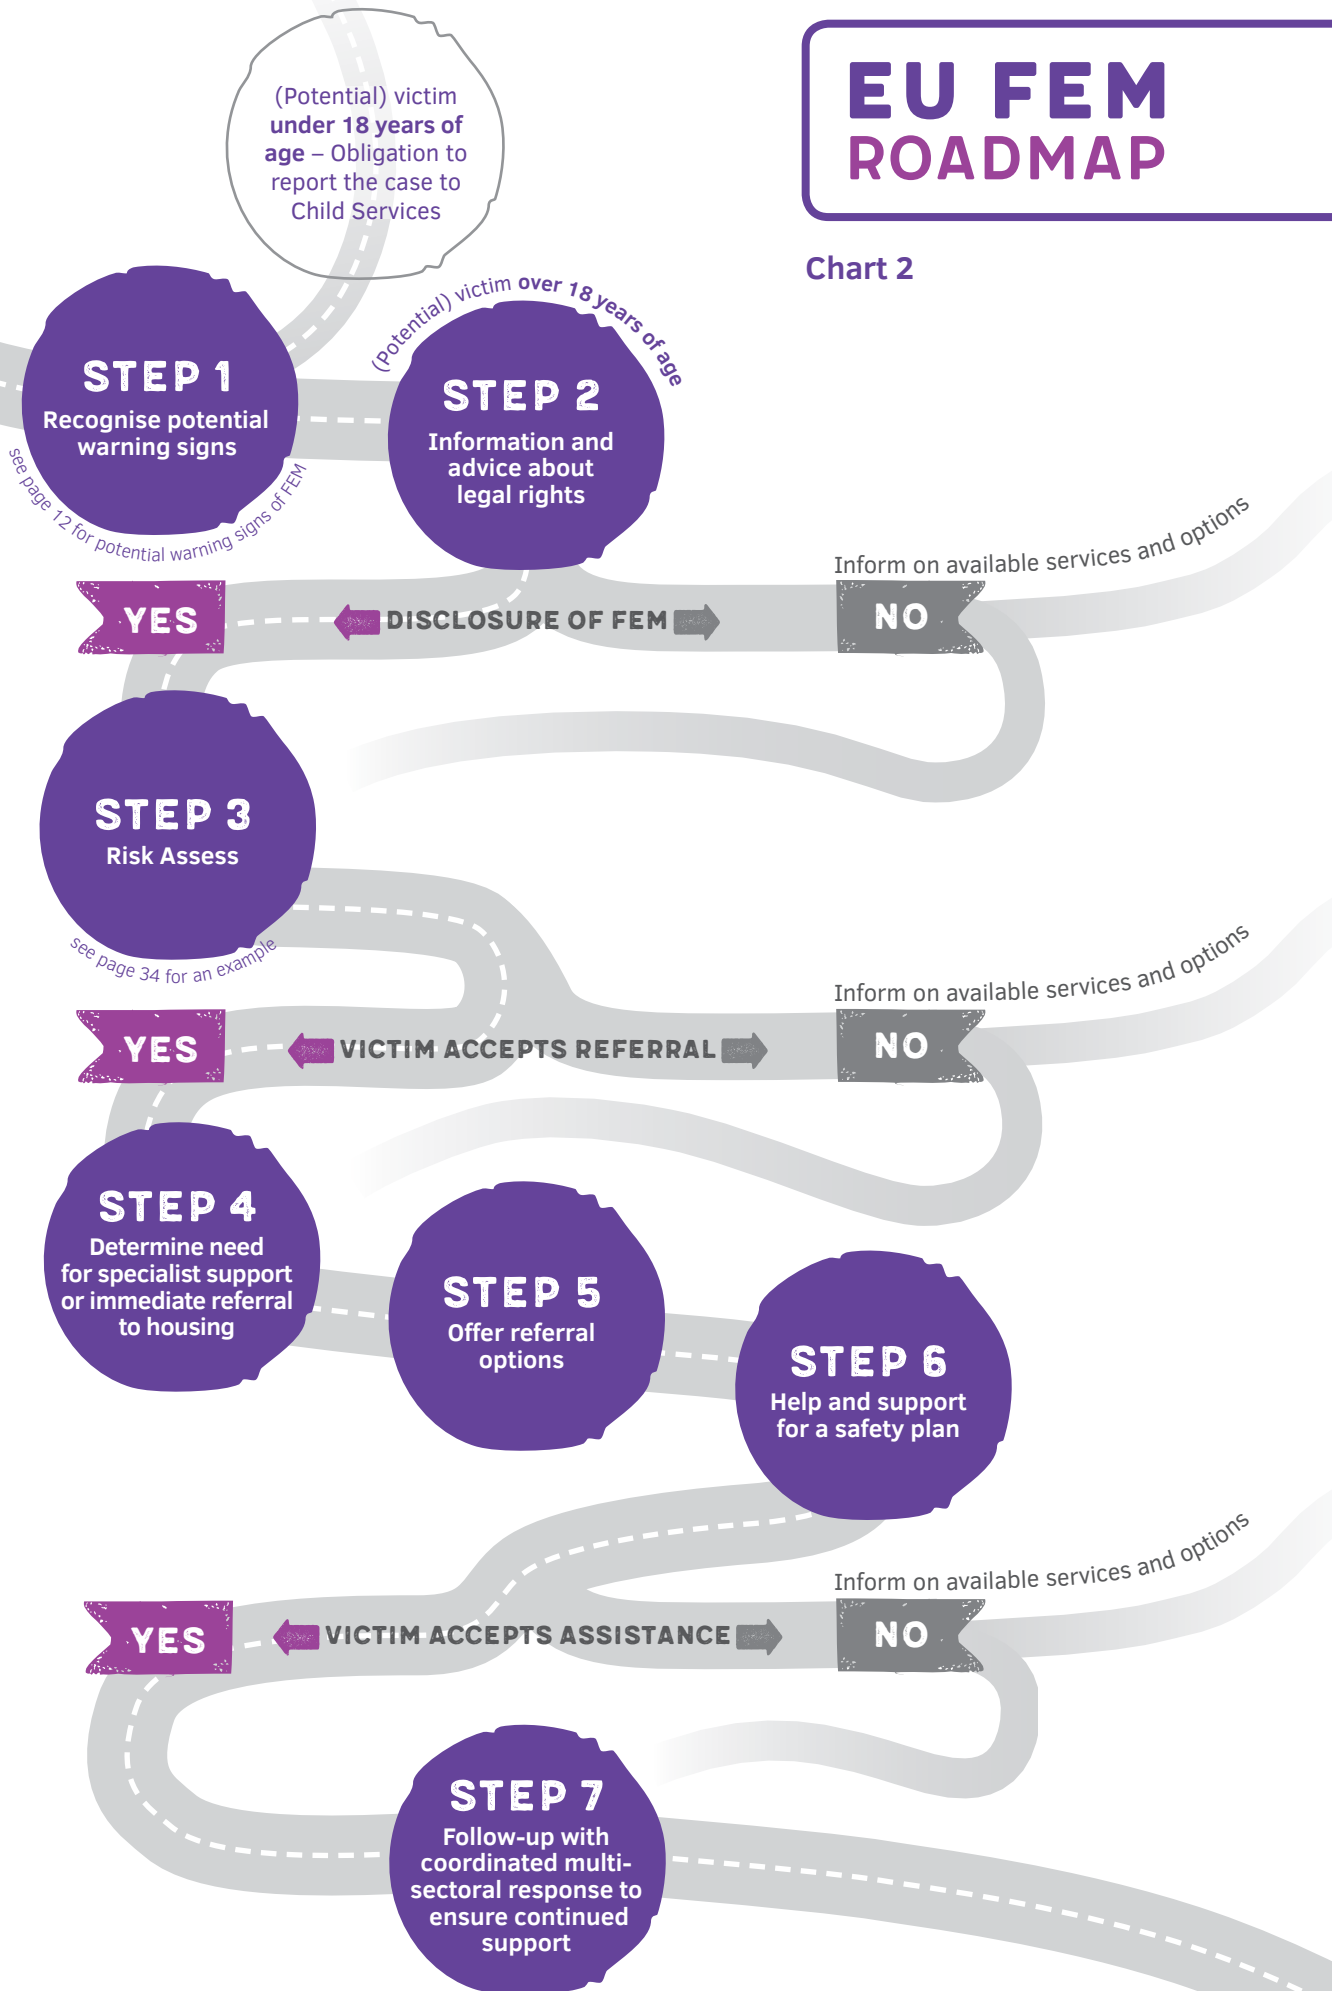 EU FEM
ROADMAP
Chart 2
(Potential) victim
under 18 years of
age – Obligation to
report the case to
Child Services
STEP 1
Recognise potential
warning signs
see page 12 for potential warning signs of FEM
(Potential) victim over 18 years of age
STEP 2
Information and
advice about
legal rights
YES
DISCLOSURE OF FEM
NO
Inform on available services and options
STEP 3
Risk Assess
see page 34 for an example
YES
VICTIM ACCEPTS REFERRAL
NO
Inform on available services and options
STEP 4
Determine need
for specialist support
or immediate referral
to housing
STEP 5
Offer referral
options
STEP 6
Help and support
for a safety plan
YES
VICTIM ACCEPTS ASSISTANCE
NO
Inform on available services and options
STEP 7
Follow-up with
coordinated multi-
sectoral response to
ensure continued
support